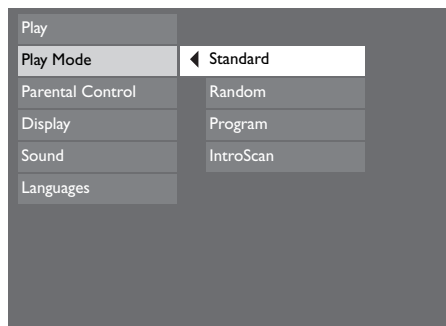 Play
Play Mode
Standard
Parental Control
Random
Display
Program
Sound
IntroScan
Languages